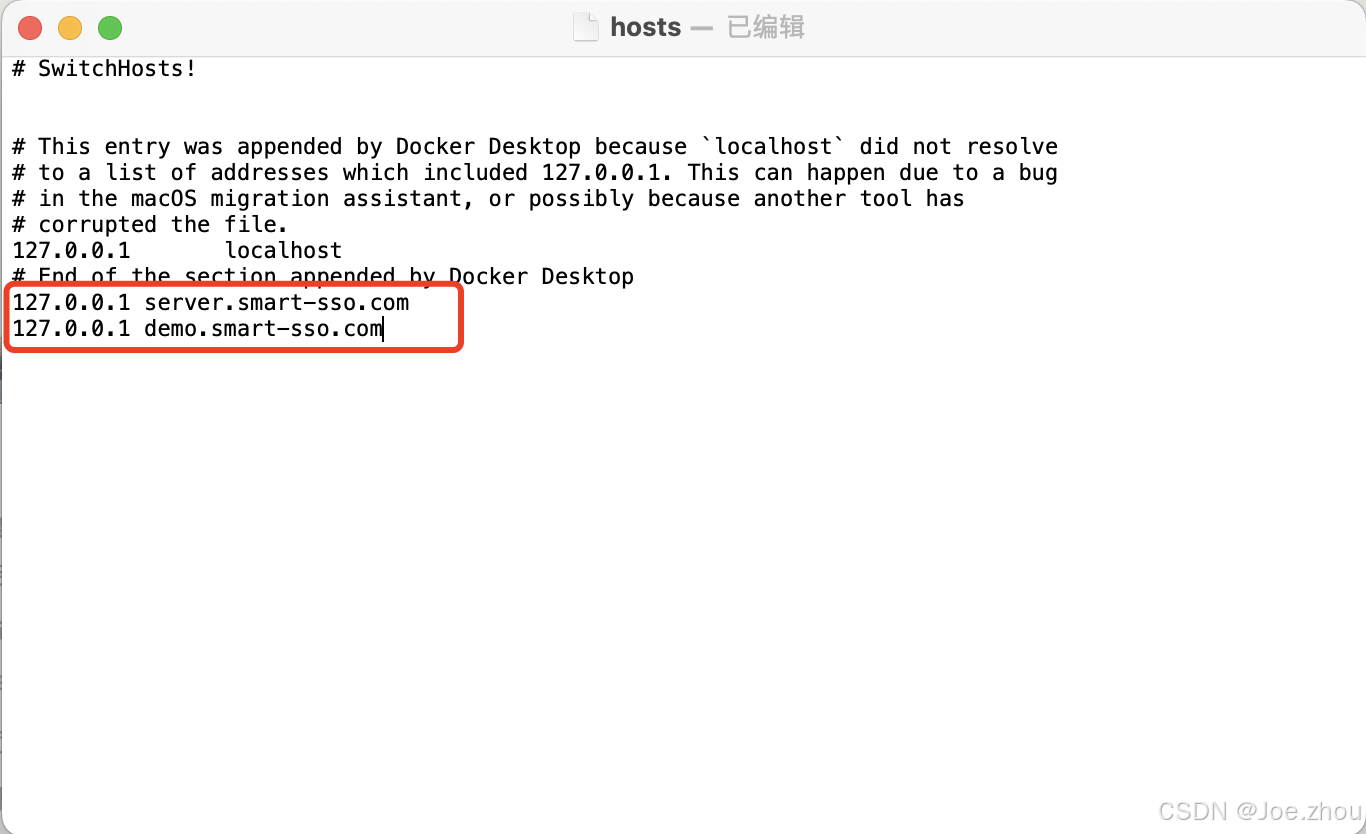 hosts — 已编辑
# SwitchHosts!
# This entry was appended by Docker Desktop because `localhost` did not resolve
# to a list of addresses which included 127.0.0.1. This can happen due to a bug
# in the macOS migration assistant, or possibly because another tool has
# corrupted the file.
127.0.0.1       localhost
# End of the section appended by Docker Desktop
127.0.0.1 server.smart-sso.com
127.0.0.1 demo.smart-sso.com
CSDN @Joe.zhou